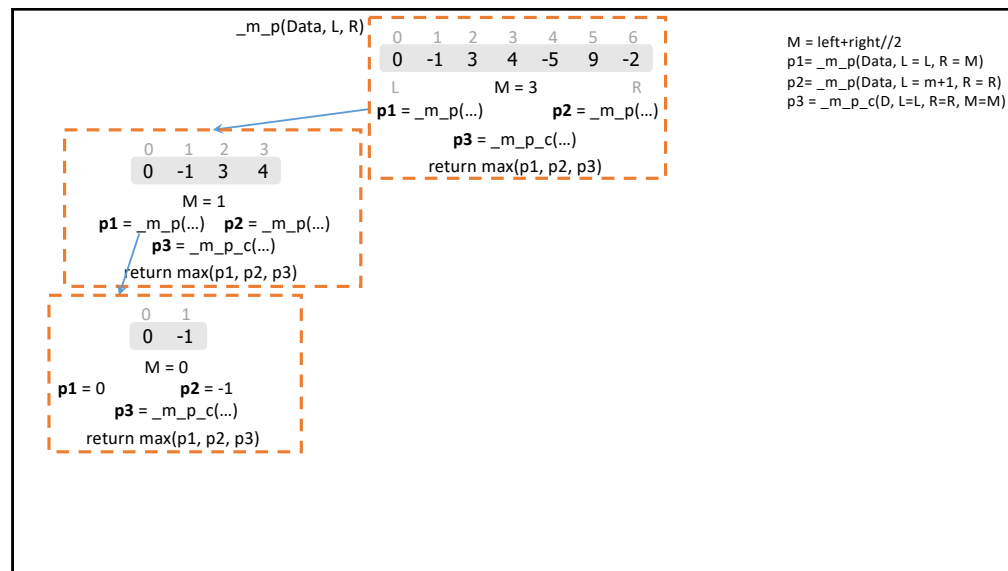 _m_p(Data, L, R)
0 1 2 3 4 5 6
0 -1 3 3 4 -5 9 -2
L M = 3 R
p1 = _m_p(...) p2 = _m_p(...)
p3 = _m_p_c(...)
return max(p1, p2, p3)
M = left+right//2
p1= _m_p(Data, L = L, R = M)
p2= _m_p(Data, L = m+1, R = R)
p3 = _m_p_c(D, L=L, R=R, M=M)
0 1 2 3
0 -1 3 4
M = 1
p1 = _m_p(...) p2 = _m_p(...)
p3 = _m_p_c(...)
return max(p1, p2, p3)
0 1
0 -1
M = 0
p1 = 0 p2 = -1
p3 = _m_p_c(...)
return max(p1, p2, p3)